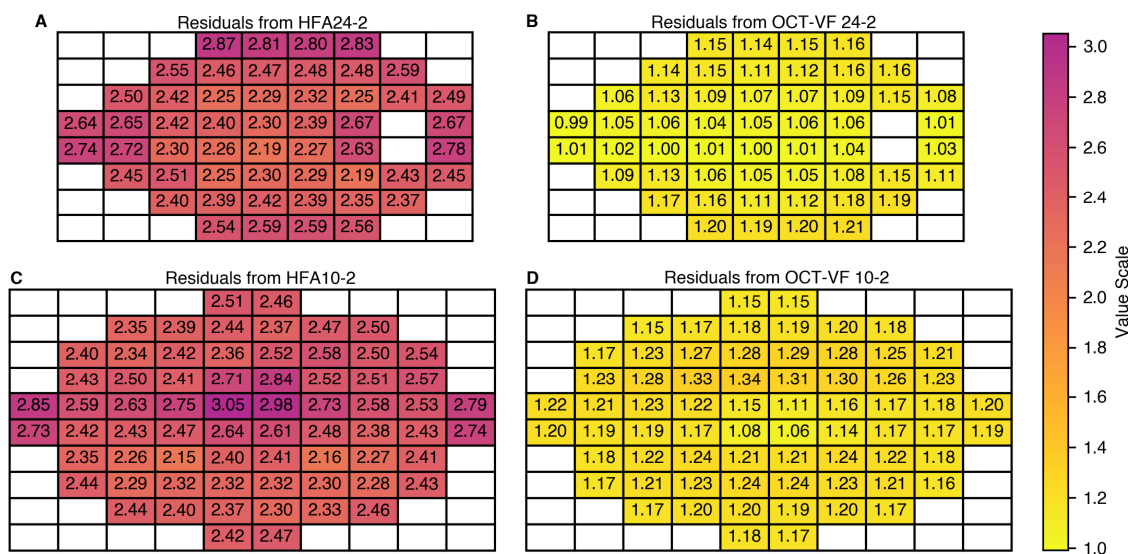 A Residuals from HFA24-2
2.87 2.81 2.80 2.83
2.55 2.46 2.47 2.48 2.48 2.59
2.50 2.42 2.25 2.29 2.32 2.25 2.41 2.49
2.64 2.65 2.42 2.40 2.30 2.39 2.67 2.67
2.74 2.72 2.30 2.26 2.19 2.27 2.63 2.78
2.45 2.51 2.25 2.30 2.29 2.19 2.43 2.45
2.40 2.39 2.42 2.39 2.35 2.37
2.54 2.59 2.59 2.56
B Residuals from OCT-VF 24-2
1.15 1.14 1.15 1.16
1.14 1.15 1.11 1.12 1.16 1.16
1.06 1.13 1.09 1.07 1.07 1.09 1.15 1.08
0.99 1.05 1.06 1.04 1.05 1.06 1.06 1.01
1.01 1.02 1.00 1.01 1.00 1.01 1.04 1.03
1.09 1.13 1.06 1.05 1.05 1.08 1.15 1.11
1.17 1.16 1.11 1.12 1.18 1.19
1.20 1.19 1.20 1.21
C Residuals from HFA10-2
2.51 2.46
2.35 2.39 2.44 2.37 2.47 2.50
2.40 2.34 2.42 2.36 2.52 2.58 2.50 2.54
2.43 2.50 2.41 2.71 2.84 2.52 2.51 2.57
2.85 2.59 2.63 2.75 3.05 2.98 2.73 2.58 2.53 2.79
2.73 2.42 2.43 2.47 2.64 2.61 2.48 2.38 2.43 2.74
2.35 2.26 2.15 2.40 2.41 2.16 2.27 2.41
2.44 2.29 2.32 2.32 2.32 2.30 2.28 2.43
2.44 2.40 2.37 2.30 2.33 2.46
2.42 2.47
D Residuals from OCT-VF 10-2
1.15 1.15
1.15 1.17 1.18 1.19 1.20 1.18
1.17 1.23 1.27 1.28 1.29 1.28 1.25 1.21
1.23 1.28 1.33 1.34 1.31 1.30 1.26 1.23
1.22 1.21 1.23 1.22 1.15 1.11 1.16 1.17 1.18 1.20
1.20 1.19 1.19 1.17 1.08 1.06 1.14 1.17 1.17 1.19
1.18 1.22 1.24 1.21 1.21 1.24 1.22 1.18
1.17 1.21 1.23 1.24 1.24 1.23 1.21 1.16
1.17 1.20 1.20 1.19 1.20 1.17
1.18 1.17
3.0
2.8
2.6
2.4
2.2
2.0
1.8
1.6
1.4
1.2
1.0
Value Scale